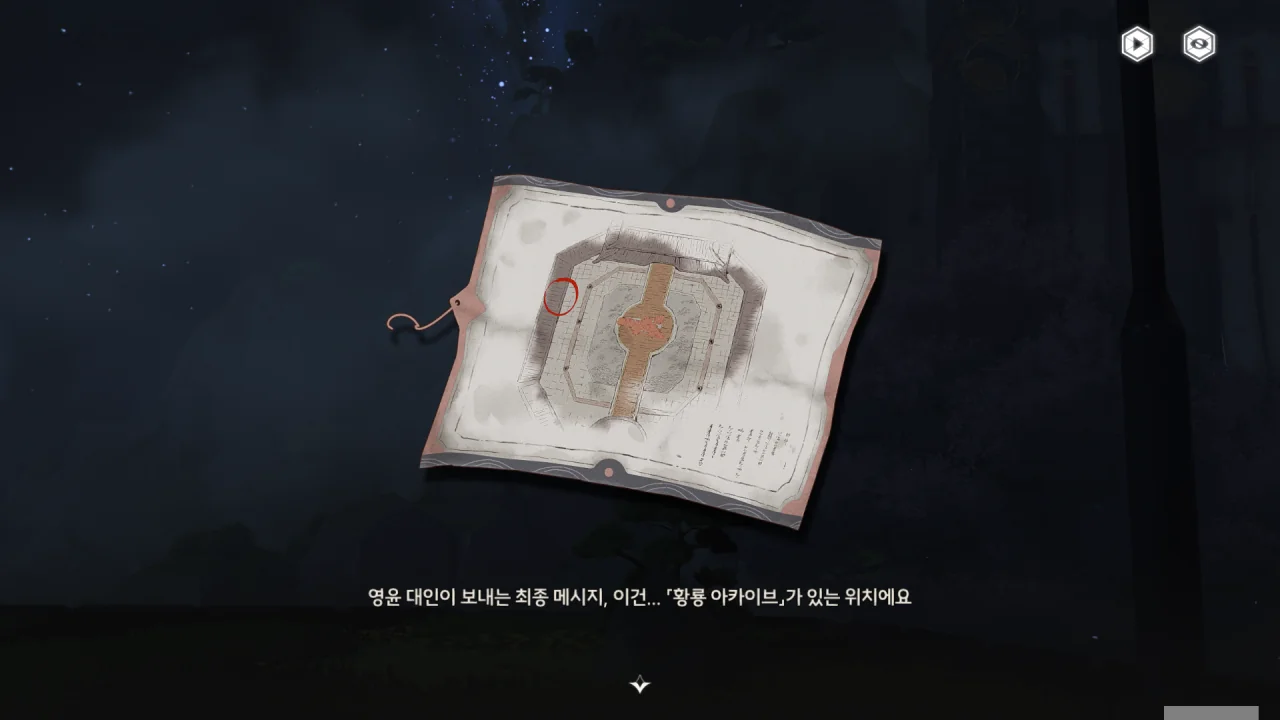 영윤 대인이 보내는 최종 메시지, 이건... 「황룡 아카이브」가 있는 위치에요